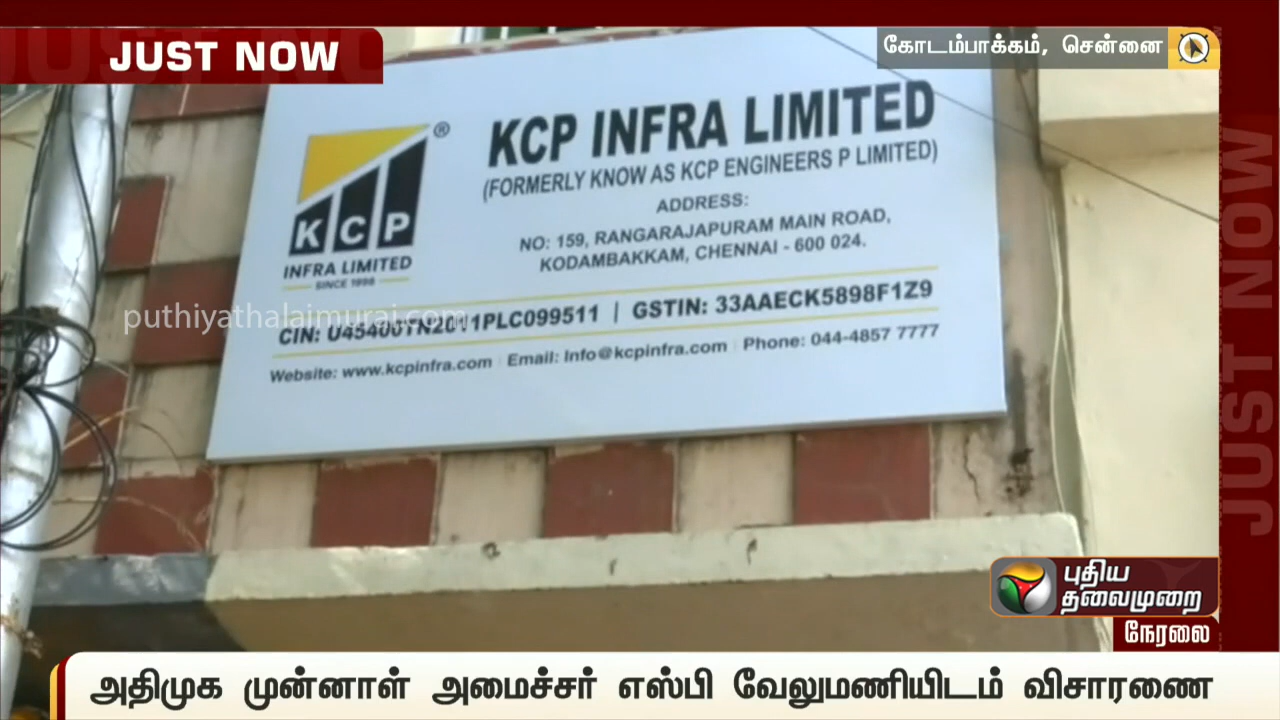 JUST NOW
கோடம்பாக்கம், சென்னை
KCP INFRA LIMITED
(FORMERLY KNOW AS KCP ENGINEERS P LIMITED)
ADDRESS:
NO: 159, RANGARAJAPURAM MAIN ROAD,
KODAMBAKKAM, CHENNAI - 600 024.
®
KCP
INFRA LIMITED
SINCE 1998
CIN: U45400TN2011PLC099511 | GSTIN: 33AAECK5898F1Z9
Website: www.kcpinfra.com | Email: Info@kcpinfra.com | Phone: 044-4857 7777
puthiyathalaimurai.com
JUST NOW
புதிய
தலைமுறை
நேரலை
அதிமுக முன்னாள் அமைச்சர் எஸ்பி வேலுமணியிடம் விசாரணை